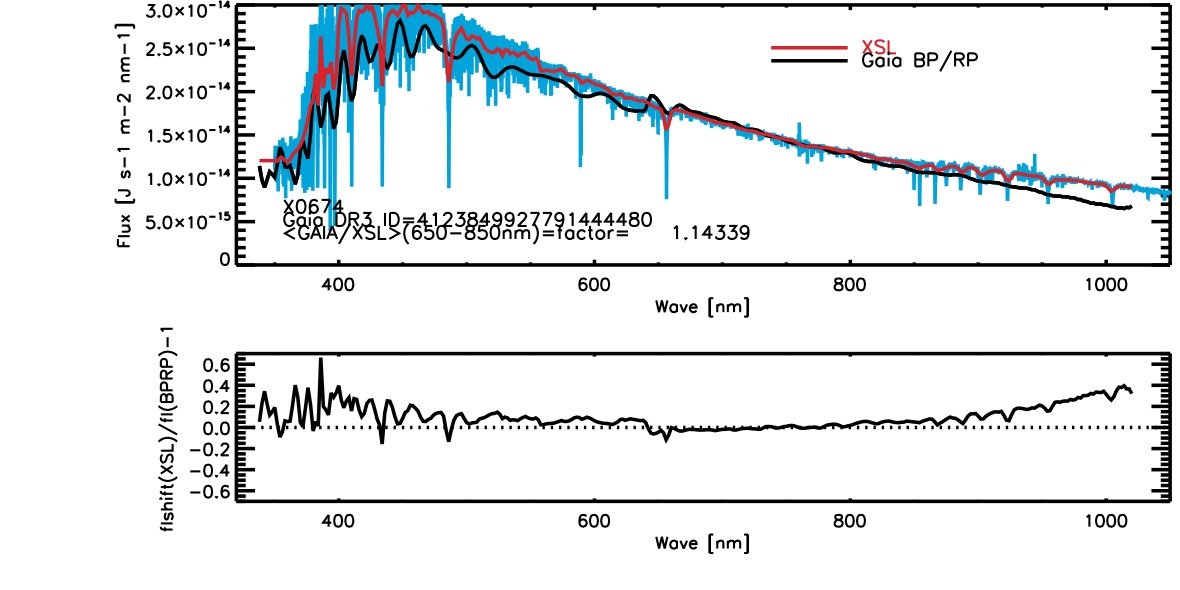 Flux [J s−1 m−2 nm−1]
3.0×10⁻¹⁴
2.5×10⁻¹⁴
2.0×10⁻¹⁴
1.5×10⁻¹⁴
1.0×10⁻¹⁴
5.0×10⁻¹⁵
0
XSL
Gaia BP/RP
X0674
Gaia DR3 ID=4123849927791444480
<GAIA/XSL>(650−850nm)=factor= 1.14339
400 600 800 1000
Wave [nm]
flshift(XSL)/fl(BPRP)−1
0.6
0.4
0.2
0.0
−0.2
−0.4
−0.6
400 600 800 1000
Wave [nm]